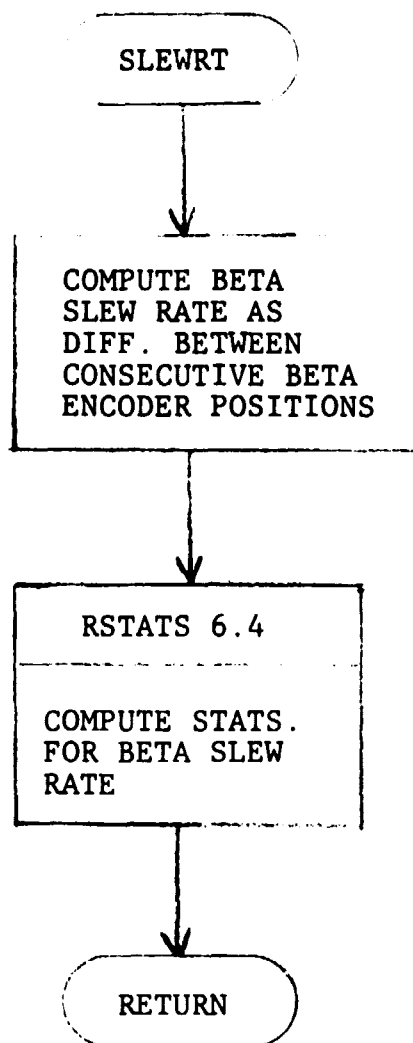 SLEWRT
COMPUTE BETA
SLEW RATE AS
DIFF. BETWEEN
CONSECUTIVE BETA
ENCODER POSITIONS
RSTATS 6.4
COMPUTE STATS.
FOR BETA SLEW
RATE
RETURN